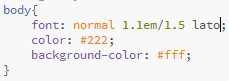 body{
    font: normal 1.1em/1.5 lato;
    color: #222;
    background-color: #fff;
}